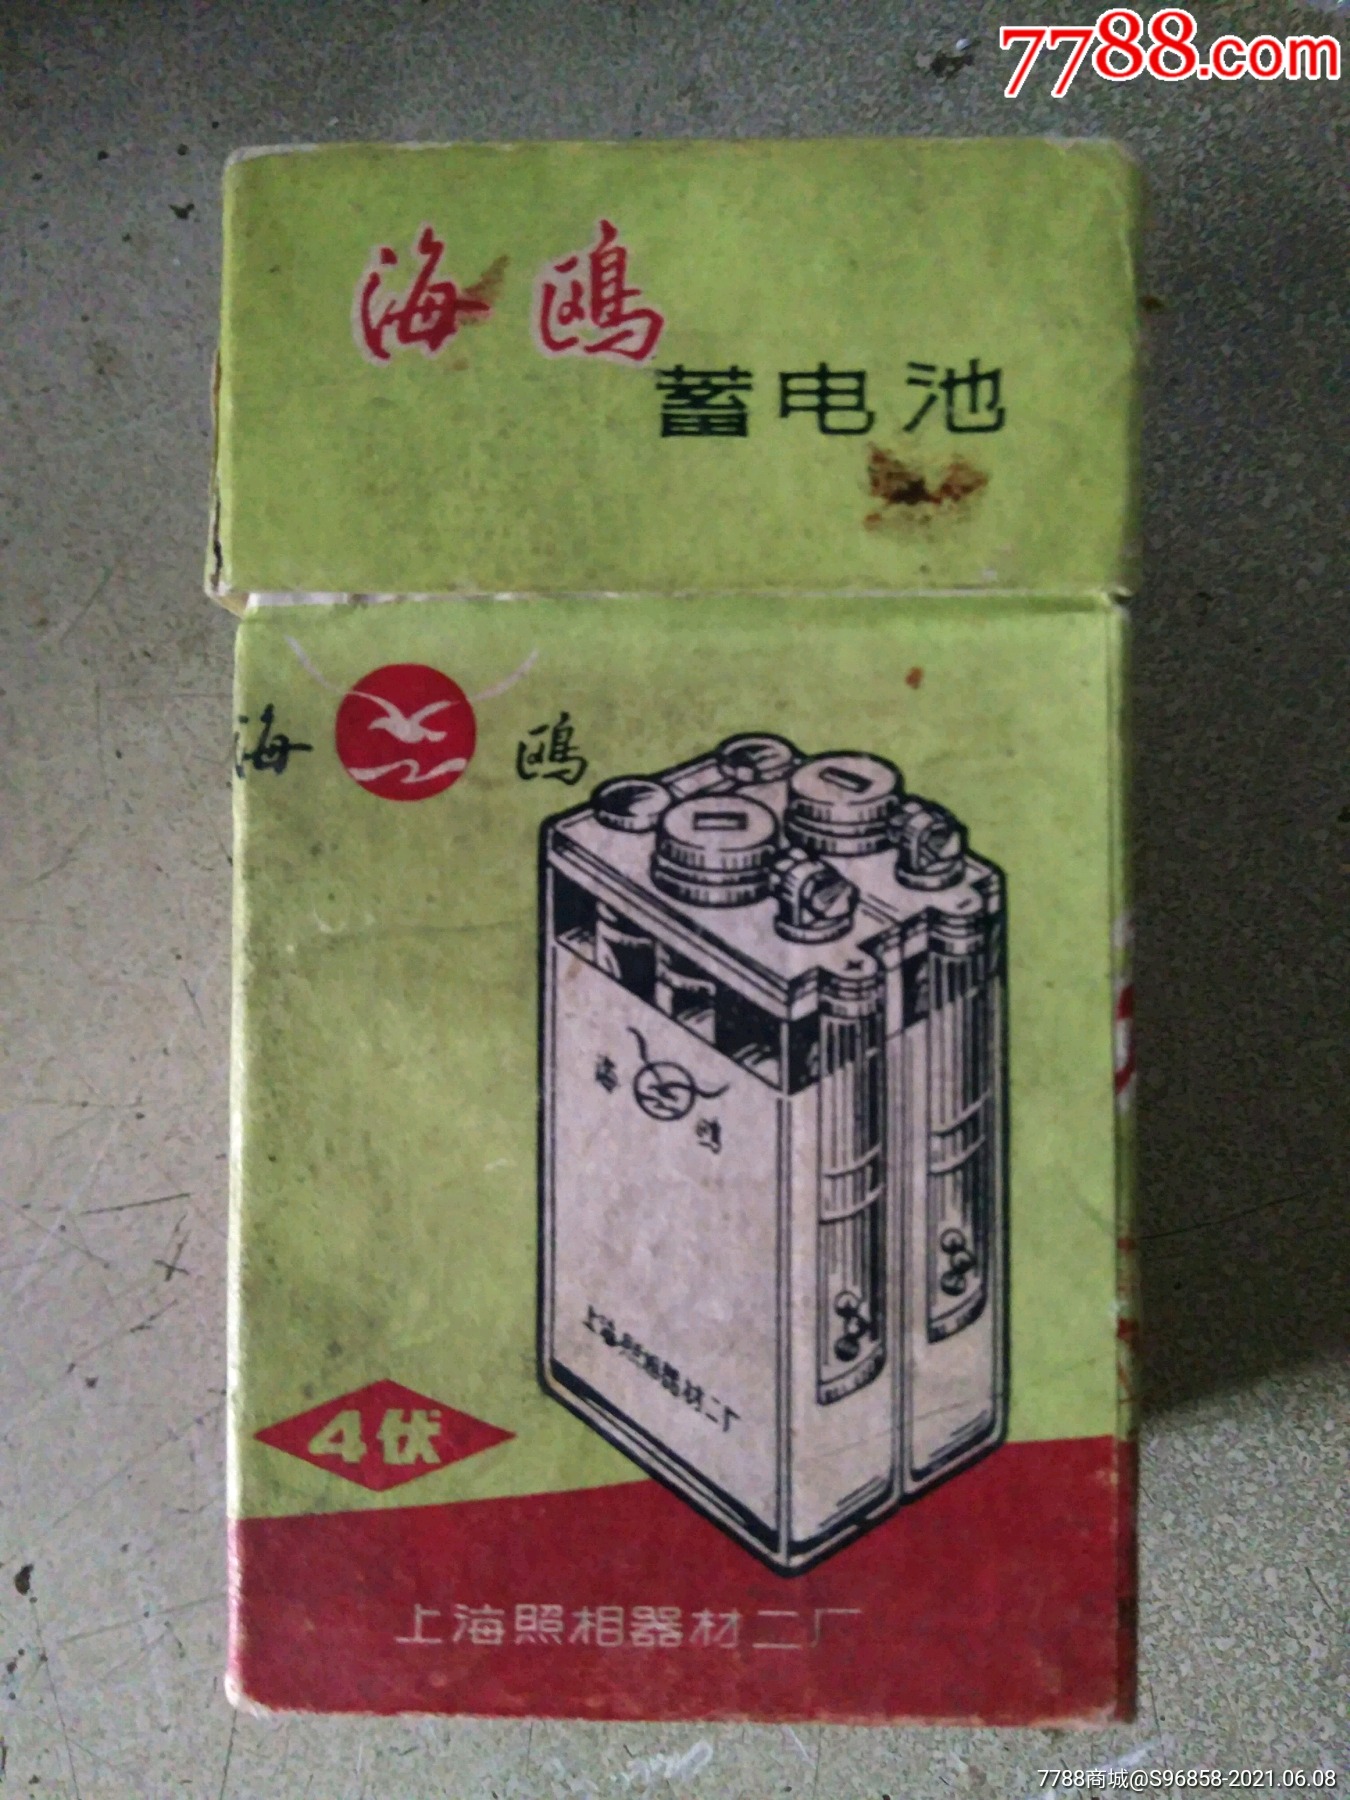 7788.com
海鸥
蓄电池
海 鸥
海 鸥
上海照相器材二厂
4伏
上海照相器材二厂
7788商城@S96858-2021.06.08